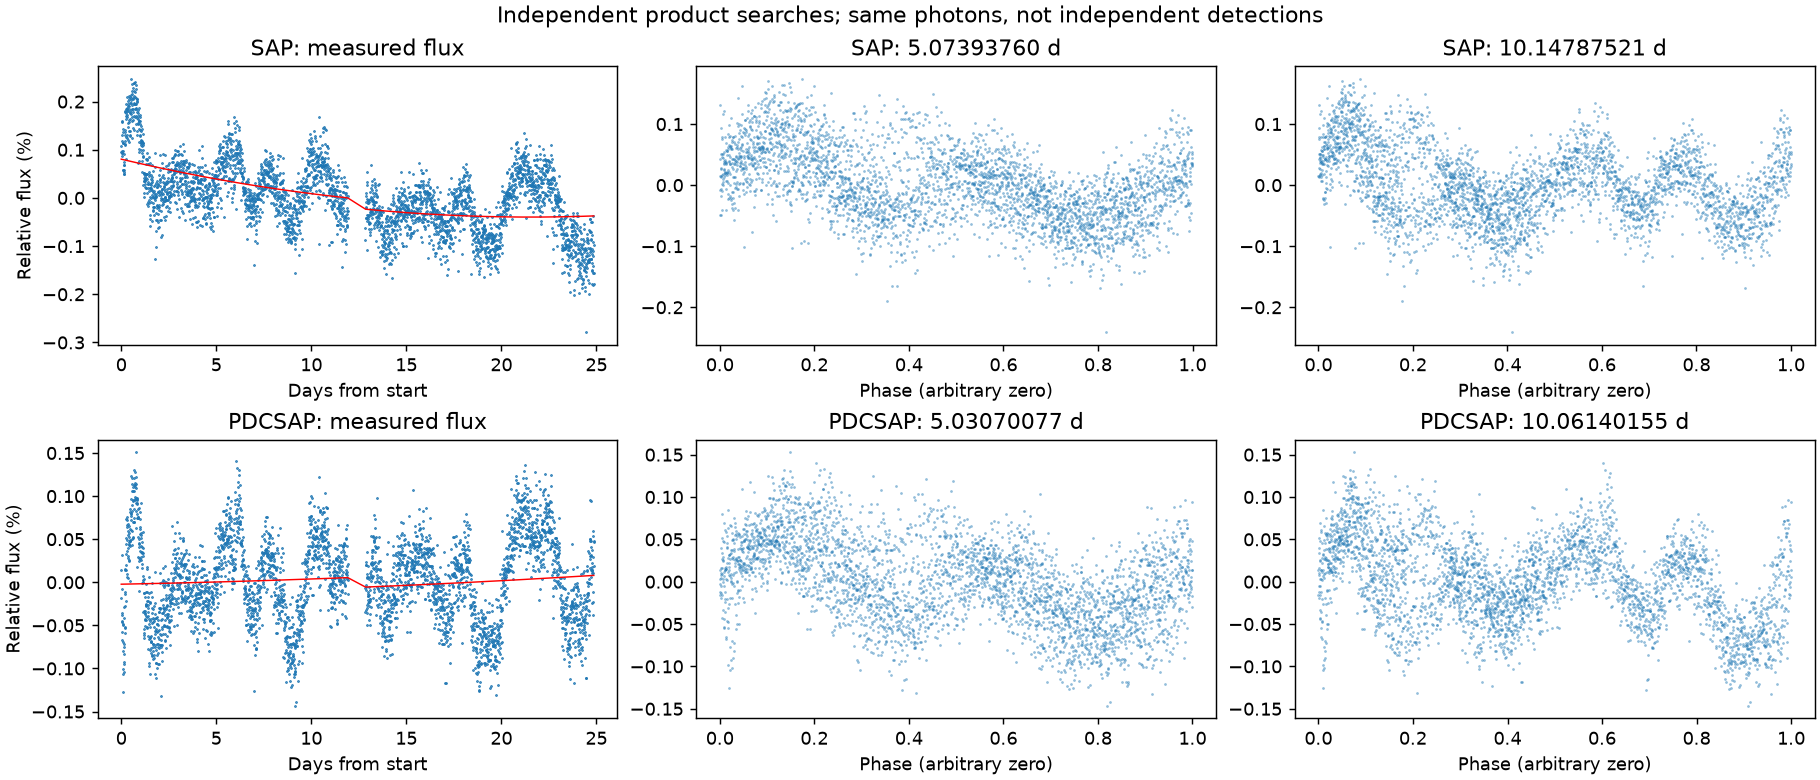 Independent product searches; same photons, not independent detections
SAP: measured flux
SAP: 5.07393760 d
SAP: 10.14787521 d
Relative flux (%)
0.2
0.1
0.0
−0.1
−0.2
−0.3
0 5 10 15 20 25
Days from start
0.1
0.0
−0.1
−0.2
0.0 0.2 0.4 0.6 0.8 1.0
Phase (arbitrary zero)
0.1
0.0
−0.1
−0.2
0.0 0.2 0.4 0.6 0.8 1.0
Phase (arbitrary zero)
PDCSAP: measured flux
PDCSAP: 5.03070077 d
PDCSAP: 10.06140155 d
Relative flux (%)
0.15
0.10
0.05
0.00
−0.05
−0.10
−0.15
0 5 10 15 20 25
Days from start
0.15
0.10
0.05
0.00
−0.05
−0.10
−0.15
0.0 0.2 0.4 0.6 0.8 1.0
Phase (arbitrary zero)
0.15
0.10
0.05
0.00
−0.05
−0.10
−0.15
0.0 0.2 0.4 0.6 0.8 1.0
Phase (arbitrary zero)